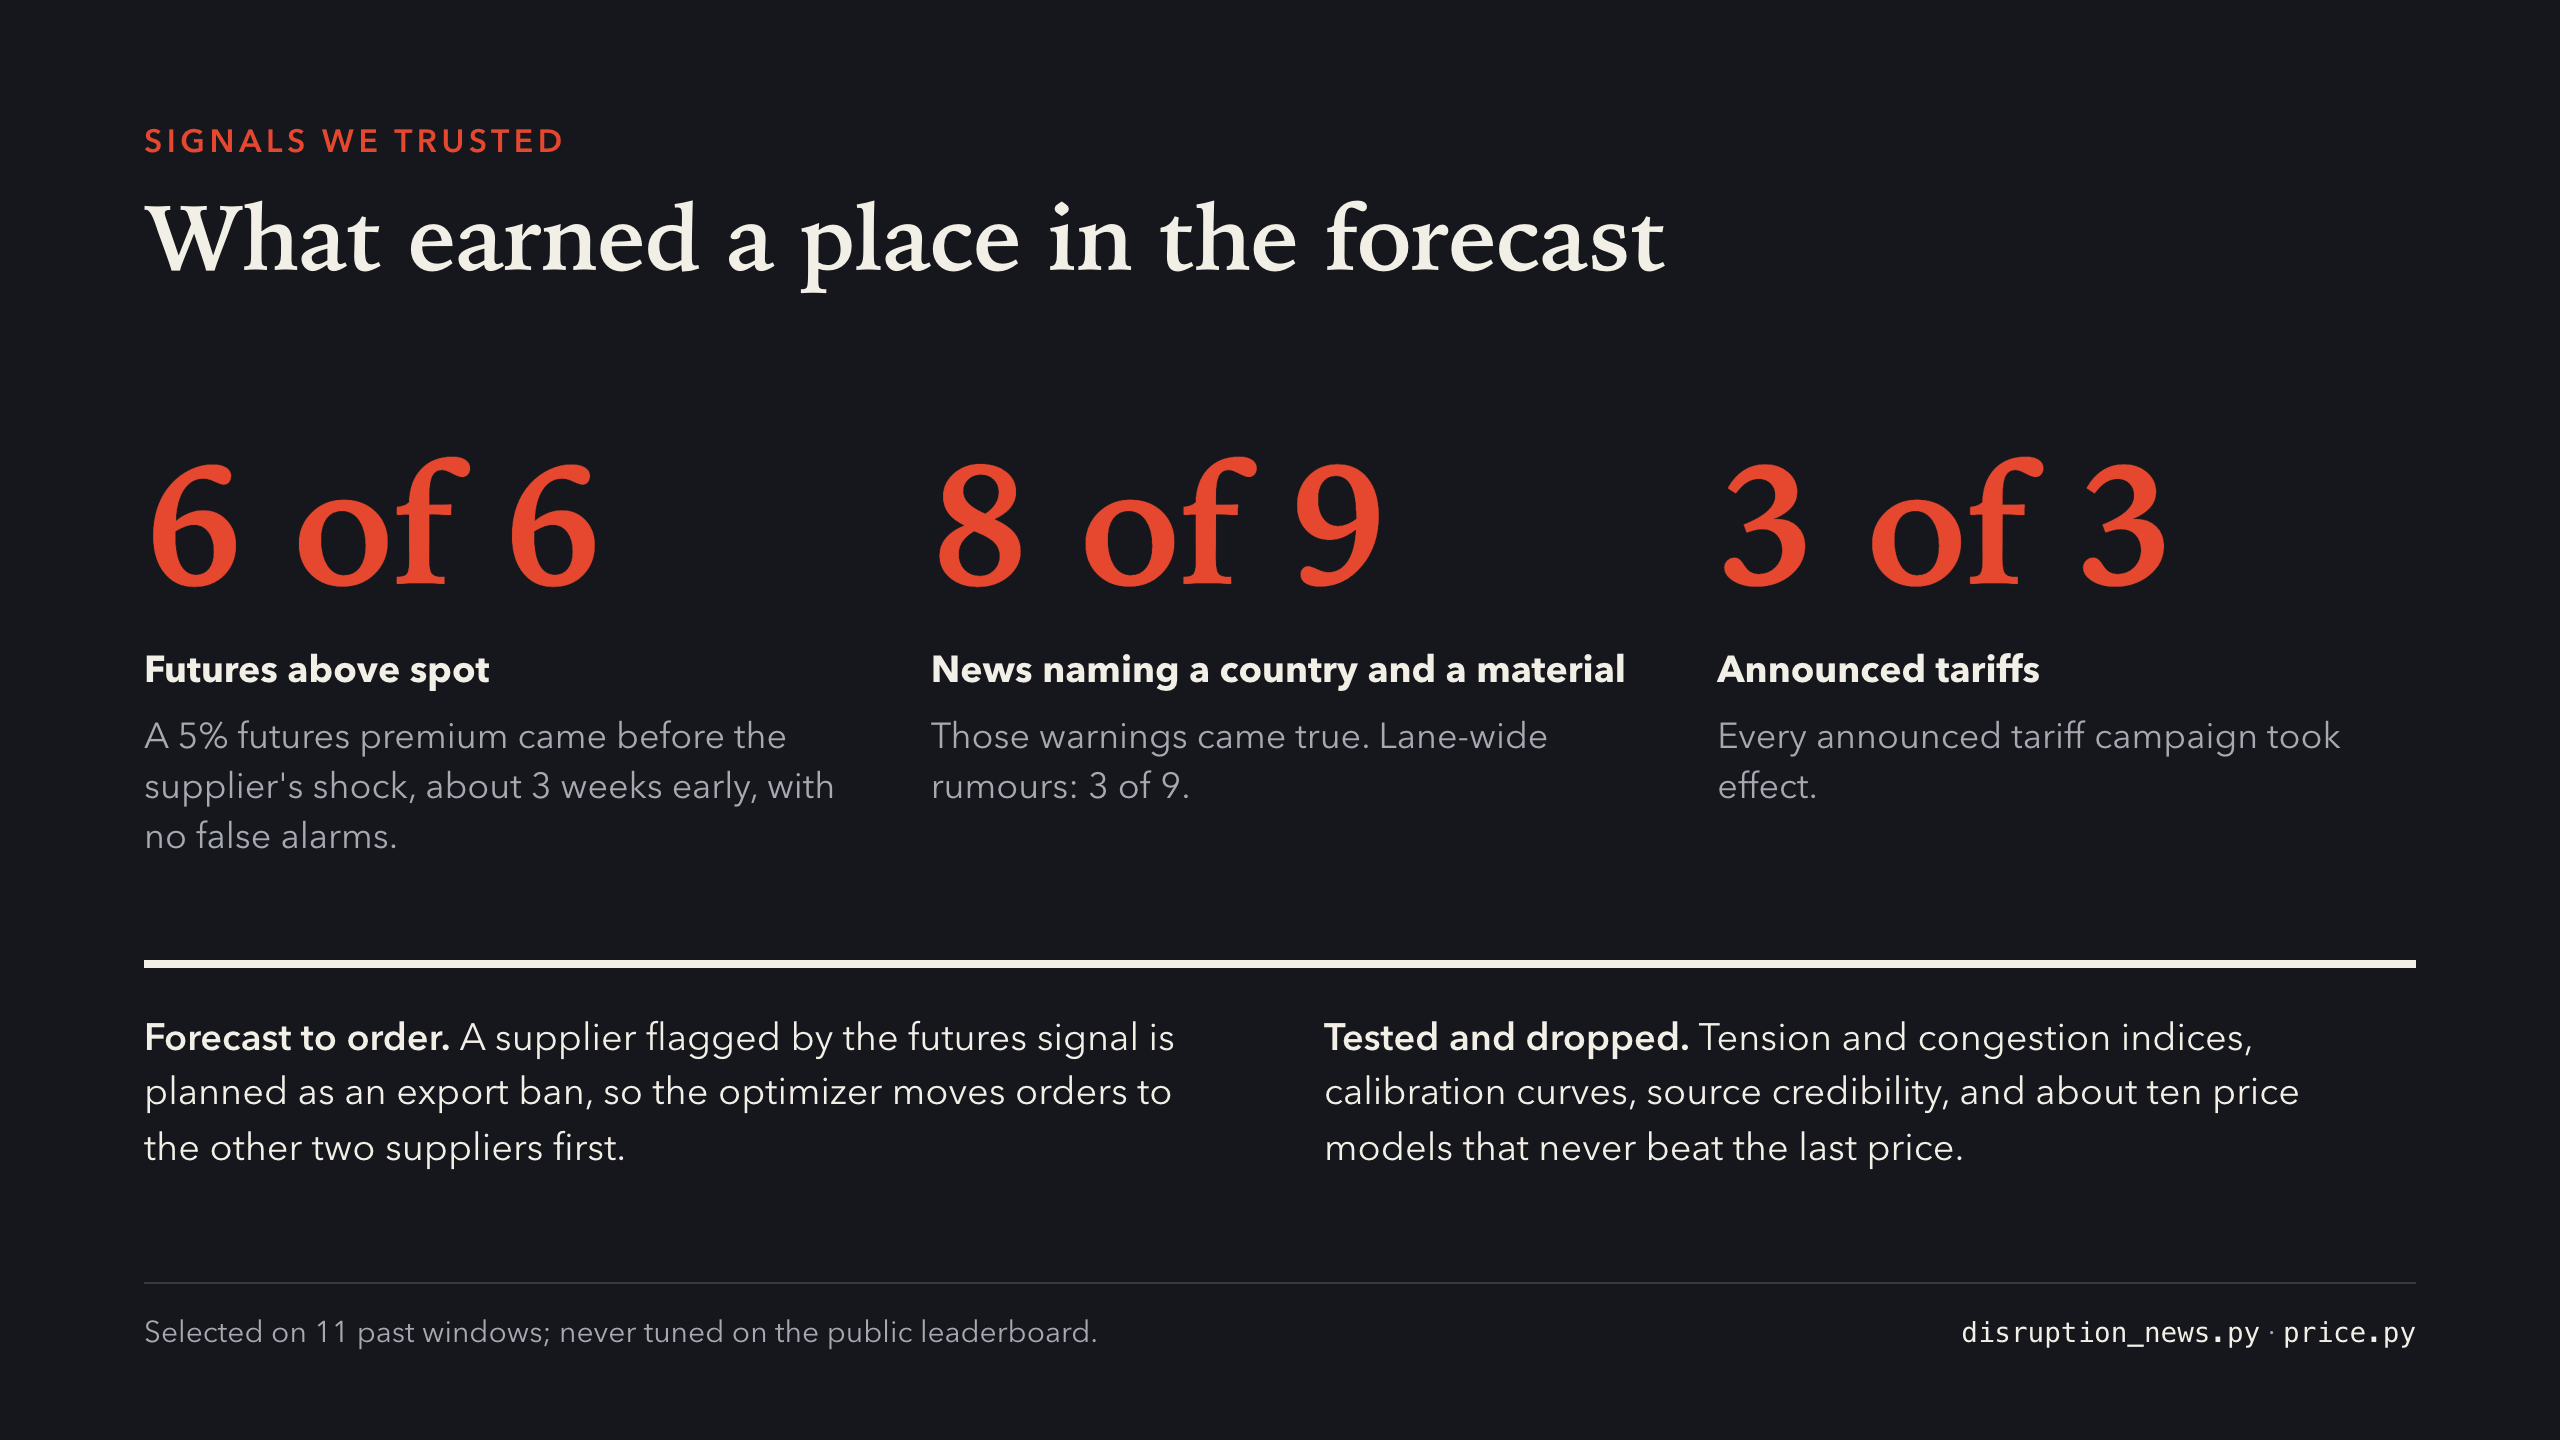 SIGNALS WE TRUSTED
What earned a place in the forecast
6 of 6
Futures above spot
A 5% futures premium came before the
supplier's shock, about 3 weeks early, with
no false alarms.
8 of 9
News naming a country and a material
Those warnings came true. Lane-wide
rumours: 3 of 9.
3 of 3
Announced tariffs
Every announced tariff campaign took
effect.
Forecast to order. A supplier flagged by the futures signal is
planned as an export ban, so the optimizer moves orders to
the other two suppliers first.
Tested and dropped. Tension and congestion indices,
calibration curves, source credibility, and about ten price
models that never beat the last price.
Selected on 11 past windows; never tuned on the public leaderboard.
disruption_news.py · price.py